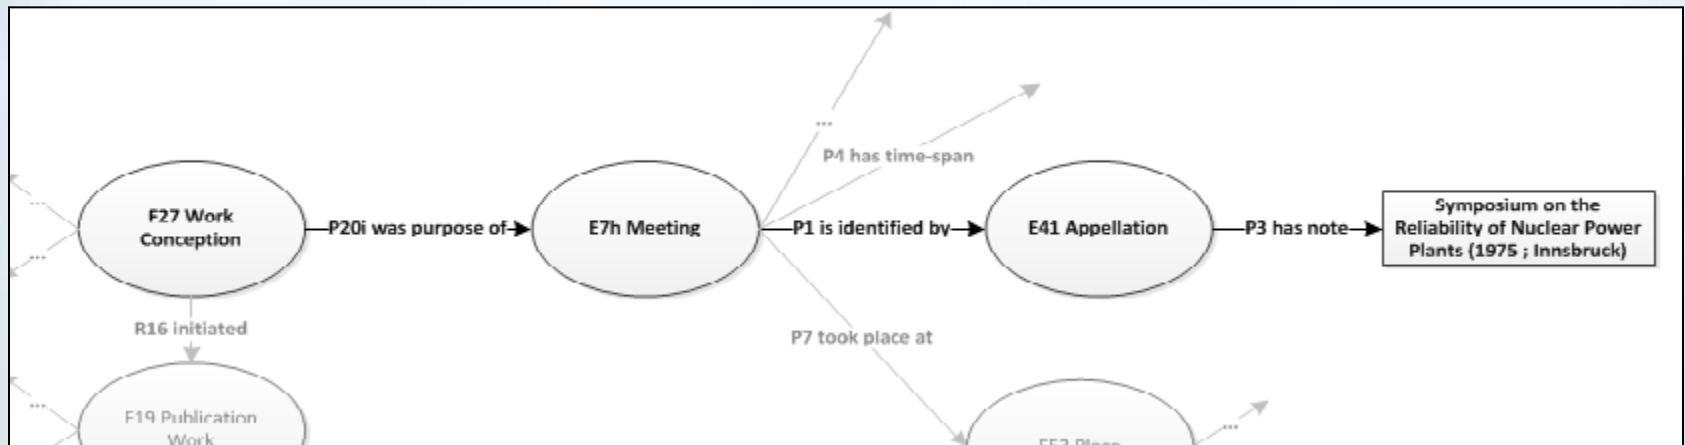 ...
P4 has time-span
...
F27 Work
Conception
P20i was purpose of
E7h Meeting
P1 is identified by
E41 Appellation
P3 has note
Symposium on the
Reliability of Nuclear Power
Plants (1975 ; Innsbruck)
...
R16 initiated
P7 took place at
...
F19 Publication
Work
...
E53 Place